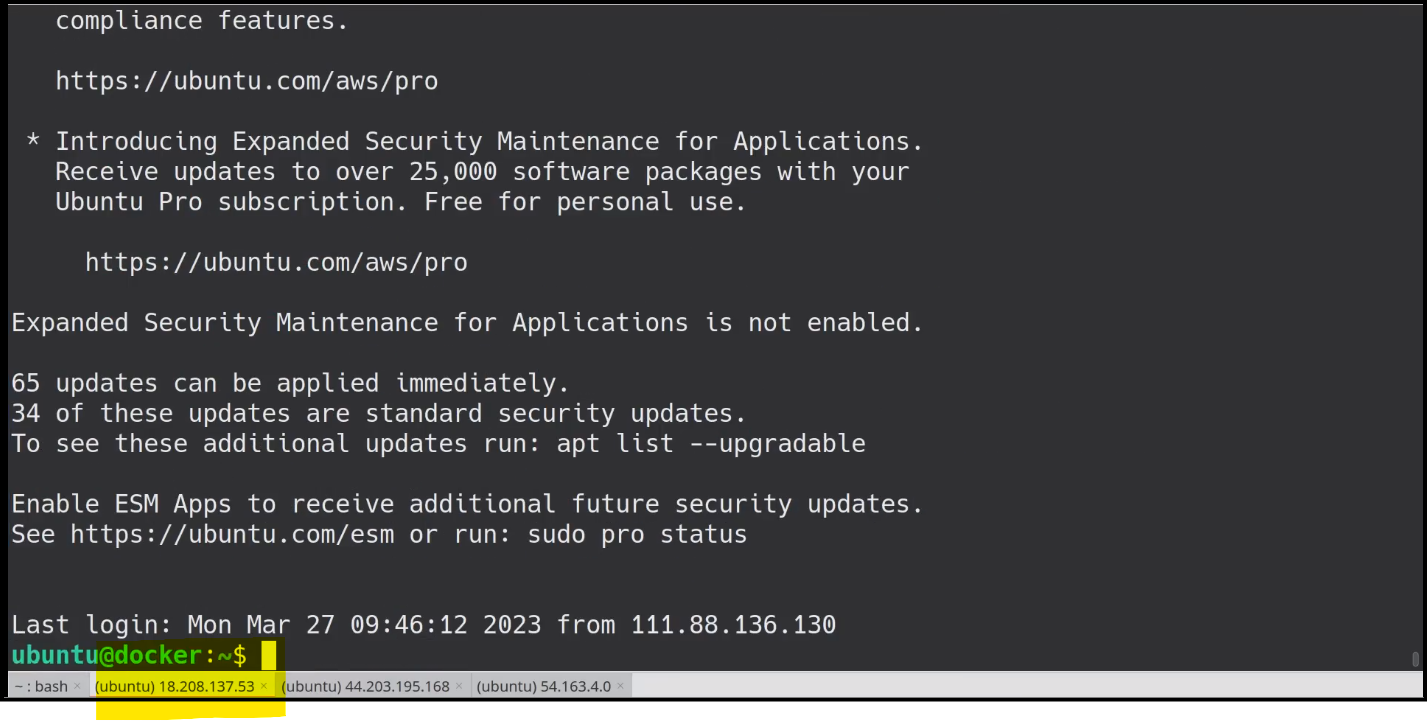 compliance features.
https://ubuntu.com/aws/pro
* Introducing Expanded Security Maintenance for Applications.
Receive updates to over 25,000 software packages with your
Ubuntu Pro subscription. Free for personal use.
https://ubuntu.com/aws/pro
Expanded Security Maintenance for Applications is not enabled.
65 updates can be applied immediately.
34 of these updates are standard security updates.
To see these additional updates run: apt list --upgradable
Enable ESM Apps to receive additional future security updates.
See https://ubuntu.com/esm or run: sudo pro status
Last login: Mon Mar 27 09:46:12 2023 from 111.88.136.130
ubuntu@docker:~$
~ : bash × (ubuntu) 18.208.137.53 × (ubuntu) 44.203.195.168 × (ubuntu) 54.163.4.0 ×